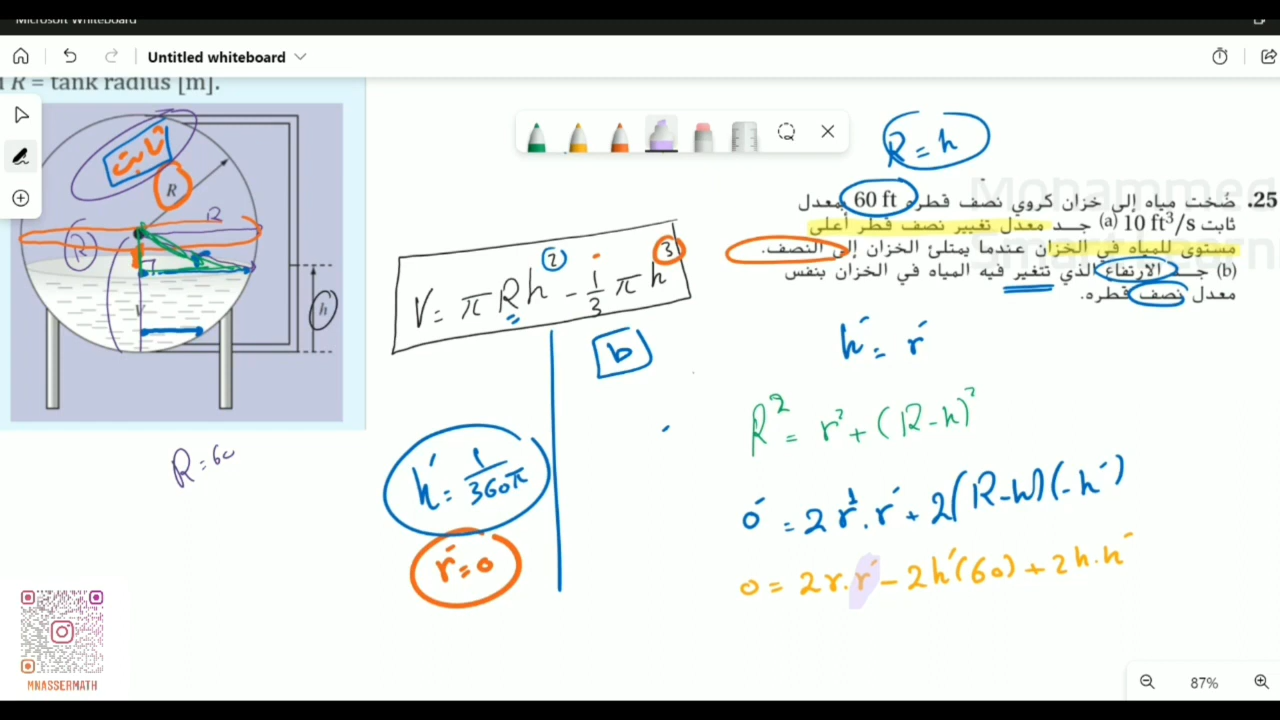 Microsoft Whiteboard
Untitled whiteboard
R = tank radius [m].
ثابت
R
R
R
h
R = 60
V = π R h² - 1/3 π h³
b
h' = 1/360π
r' = 0
R = h
.25 ضُخت مياه إلى خزان كروي نصف قطره 60 ft بمعدل
ثابت 10 ft³/s (a) جد معدل تغيير نصف قطر أعلى
مستوى للمياه في الخزان عندما يمتلئ الخزان إلى النصف.
(b) جد الارتفاع الذي تتغير فيه المياه في الخزان بنفس
معدل نصف قطره.
h' = r'
R² = r² + (R-h)²
0 = 2r¹.r' + 2(R-h)(-h')
0 = 2r.r' - 2h'(60) + 2h.h'
MNASSERMATH
87%